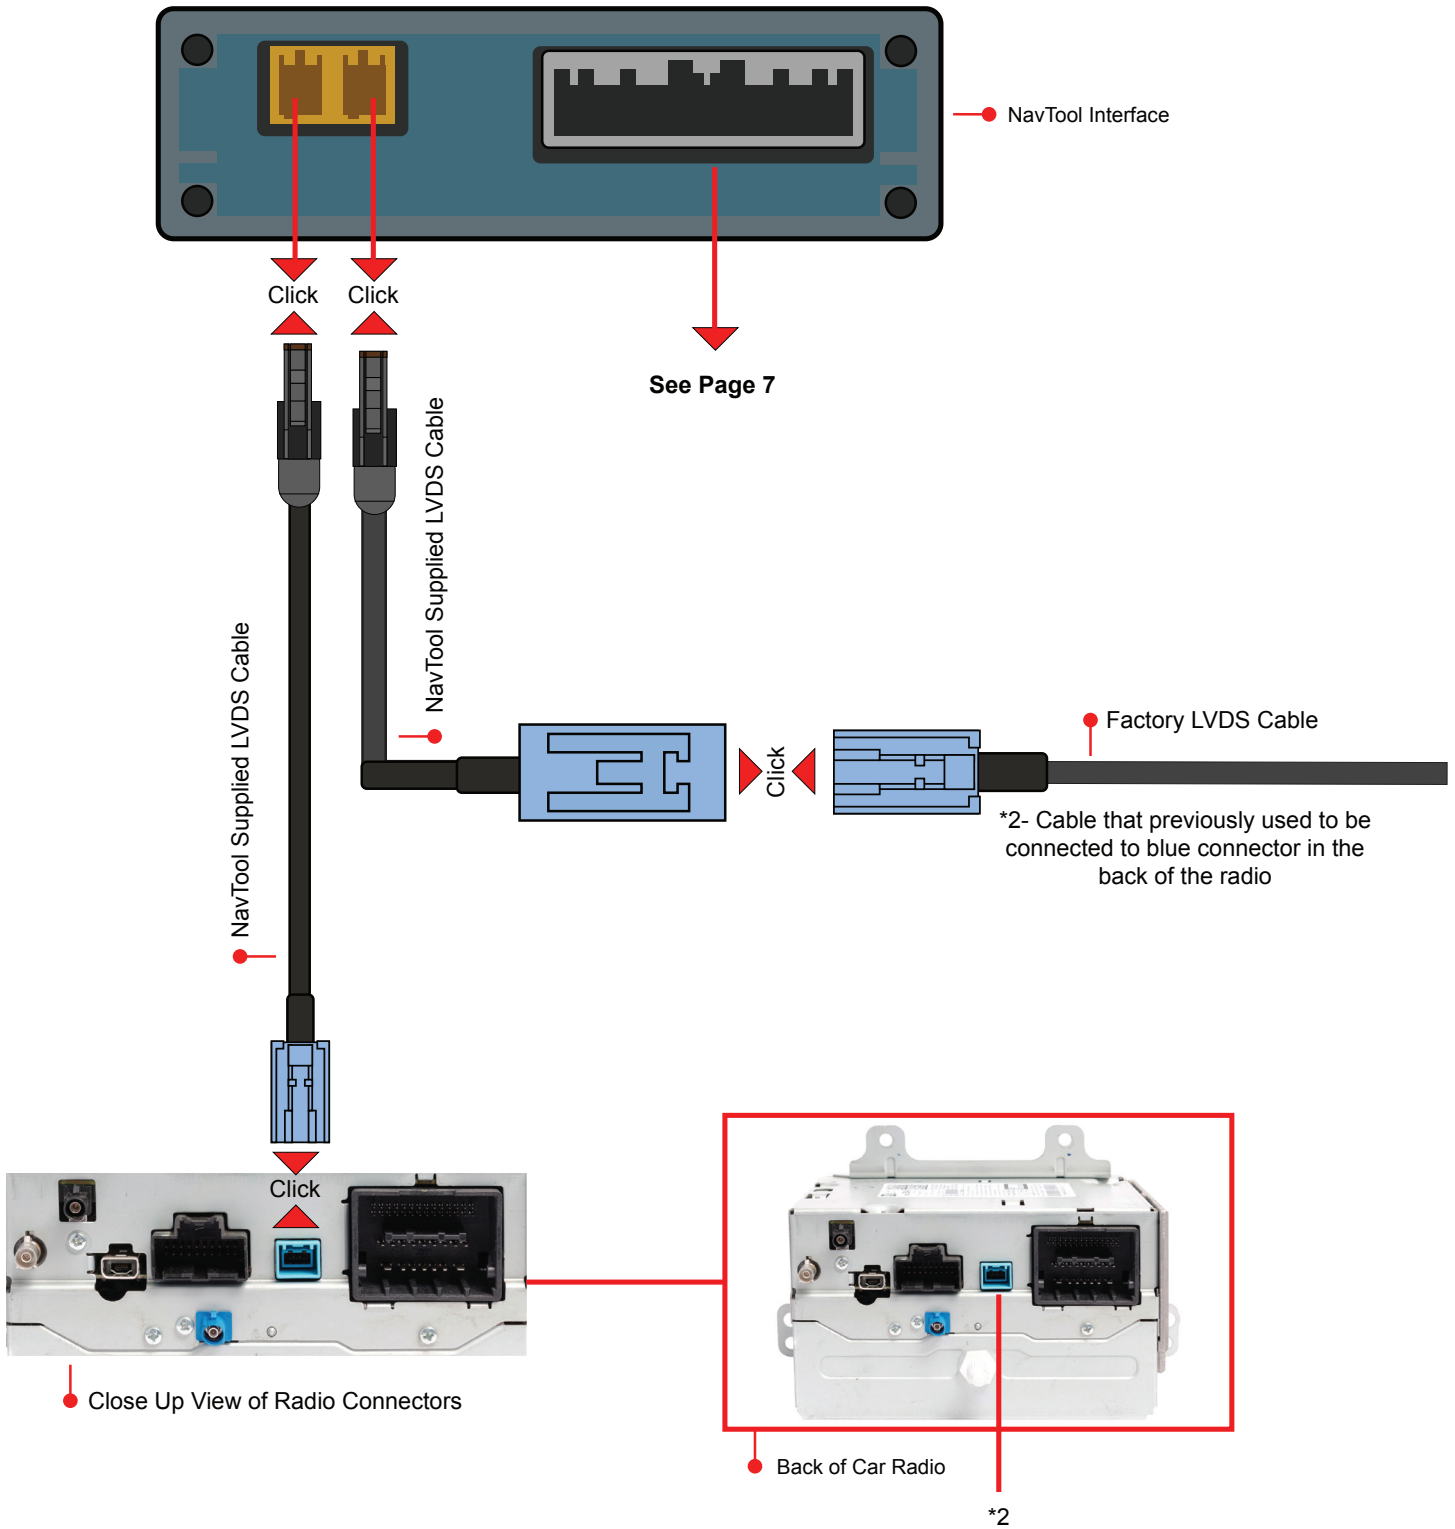 NavTool Interface
Click
Click
See Page 7
NavTool Supplied LVDS Cable
NavTool Supplied LVDS Cable
Factory LVDS Cable
Click
*2- Cable that previously used to be
connected to blue connector in the
back of the radio
Click
Close Up View of Radio Connectors
Back of Car Radio
*2